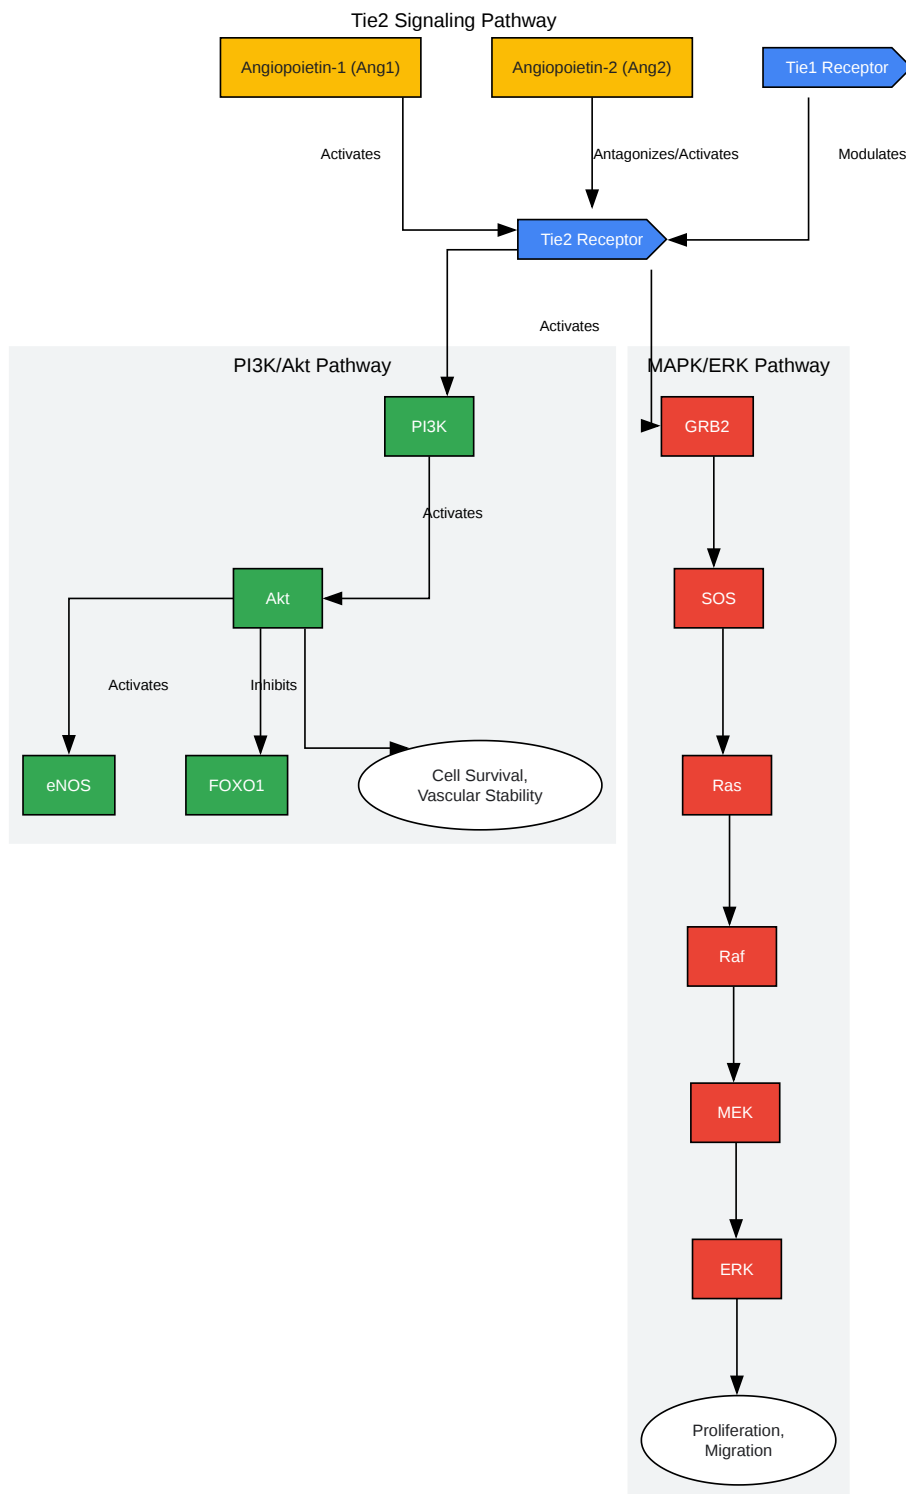 Tie2 Signaling Pathway
Angiopoietin-1 (Ang1)
Angiopoietin-2 (Ang2)
Tie1 Receptor
Activates
Antagonizes/Activates
Modulates
Tie2 Receptor
Activates
PI3K/Akt Pathway
MAPK/ERK Pathway
PI3K
GRB2
Activates
Akt
SOS
Activates
Inhibits
eNOS
FOXO1
Cell Survival,
Vascular Stability
Ras
Raf
MEK
ERK
Proliferation,
Migration